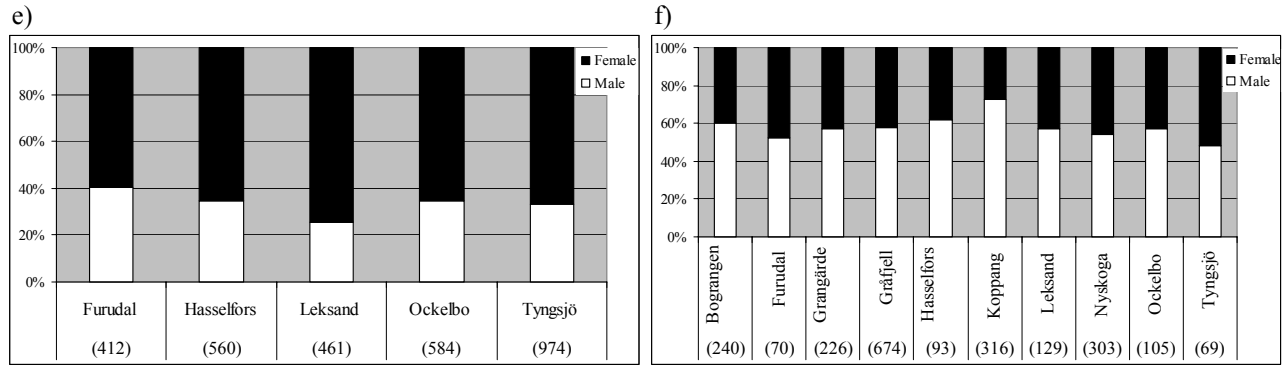 e)
100%
80%
60%
40%
20%
0%
Female
Male
Furudal Hasselfors Leksand Ockelbo Tyngsjö
(412) (560) (461) (584) (974)
f)
100%
80%
60%
40%
20%
0%
Female
Male
Bograngen Furudal Grangärde Gråfjell Hasselfors Koppang Leksand Nyskoga Ockelbo Tyngsjö
(240) (70) (226) (674) (93) (316) (129) (303) (105) (69)